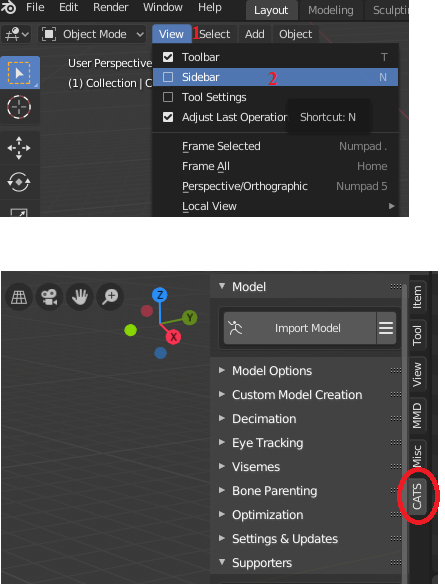 File Edit Render Window Help Layout Modeling Sculptin
Object Mode View 1 Select Add Object
User Perspective
(1) Collection | C
Toolbar T
Sidebar 2 N
Tool Settings
Adjust Last Operation
Shortcut: N
Frame Selected Numpad .
Frame All Home
Perspective/Orthographic Numpad 5
Local View
Z
Y
X
Model
Import Model
Model Options
Custom Model Creation
Decimation
Eye Tracking
Visemes
Bone Parenting
Optimization
Settings & Updates
Supporters
Item
Tool
View
MMD
Misc
CATS